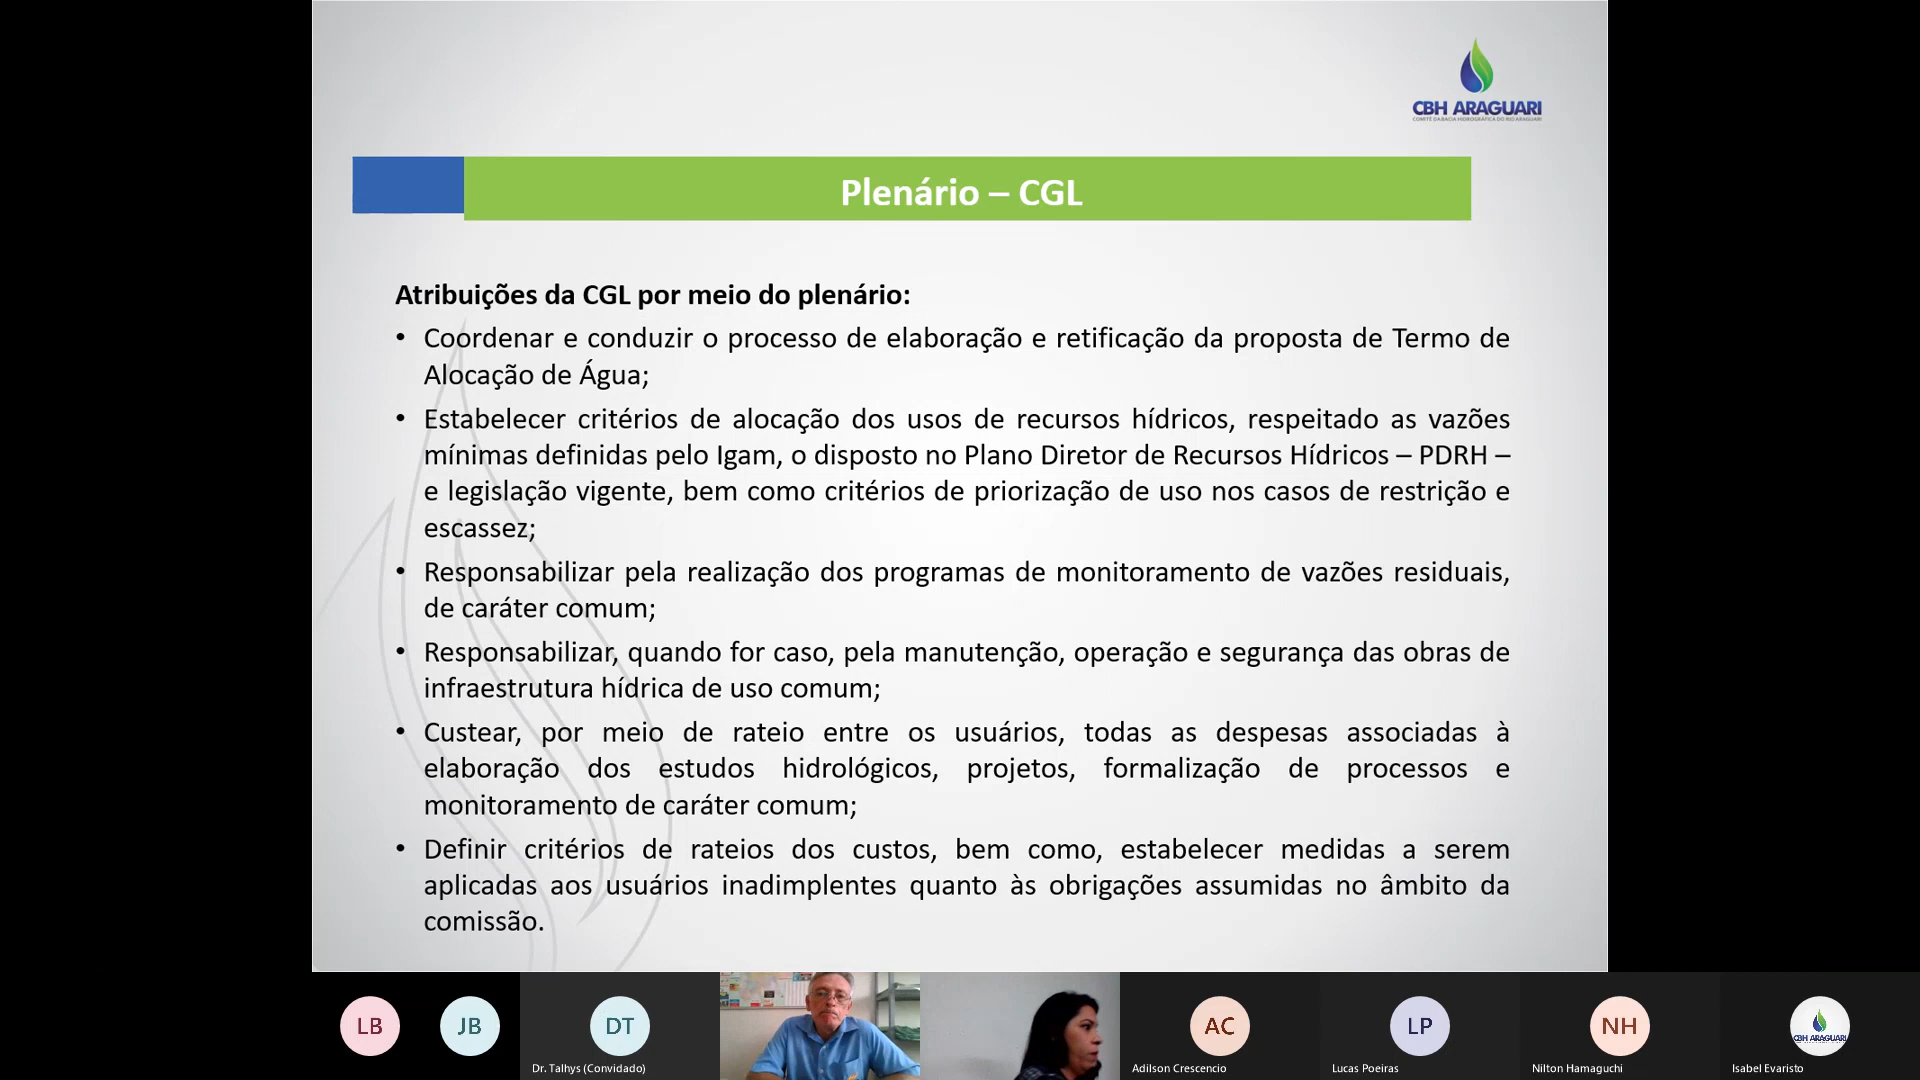 CBH ARAGUARI
COMITÊ DA BACIA HIDROGRÁFICA DO RIO ARAGUARI
Plenário – CGL
Atribuições da CGL por meio do plenário:
• Coordenar e conduzir o processo de elaboração e retificação da proposta de Termo de
Alocação de Água;
• Estabelecer critérios de alocação dos usos de recursos hídricos, respeitado as vazões
mínimas definidas pelo Igam, o disposto no Plano Diretor de Recursos Hídricos – PDRH –
e legislação vigente, bem como critérios de priorização de uso nos casos de restrição e
escassez;
• Responsabilizar pela realização dos programas de monitoramento de vazões residuais,
de caráter comum;
• Responsabilizar, quando for caso, pela manutenção, operação e segurança das obras de
infraestrutura hídrica de uso comum;
• Custear, por meio de rateio entre os usuários, todas as despesas associadas à
elaboração dos estudos hidrológicos, projetos, formalização de processos e
monitoramento de caráter comum;
• Definir critérios de rateios dos custos, bem como, estabelecer medidas a serem
aplicadas aos usuários inadimplentes quanto às obrigações assumidas no âmbito da
comissão.
LB
JB
DT
Dr. Talhys (Convidado)
AC
Adilson Crescencio
LP
Lucas Poeiras
NH
Nilton Hamaguchi
CBH ARAGUARI
Isabel Evaristo